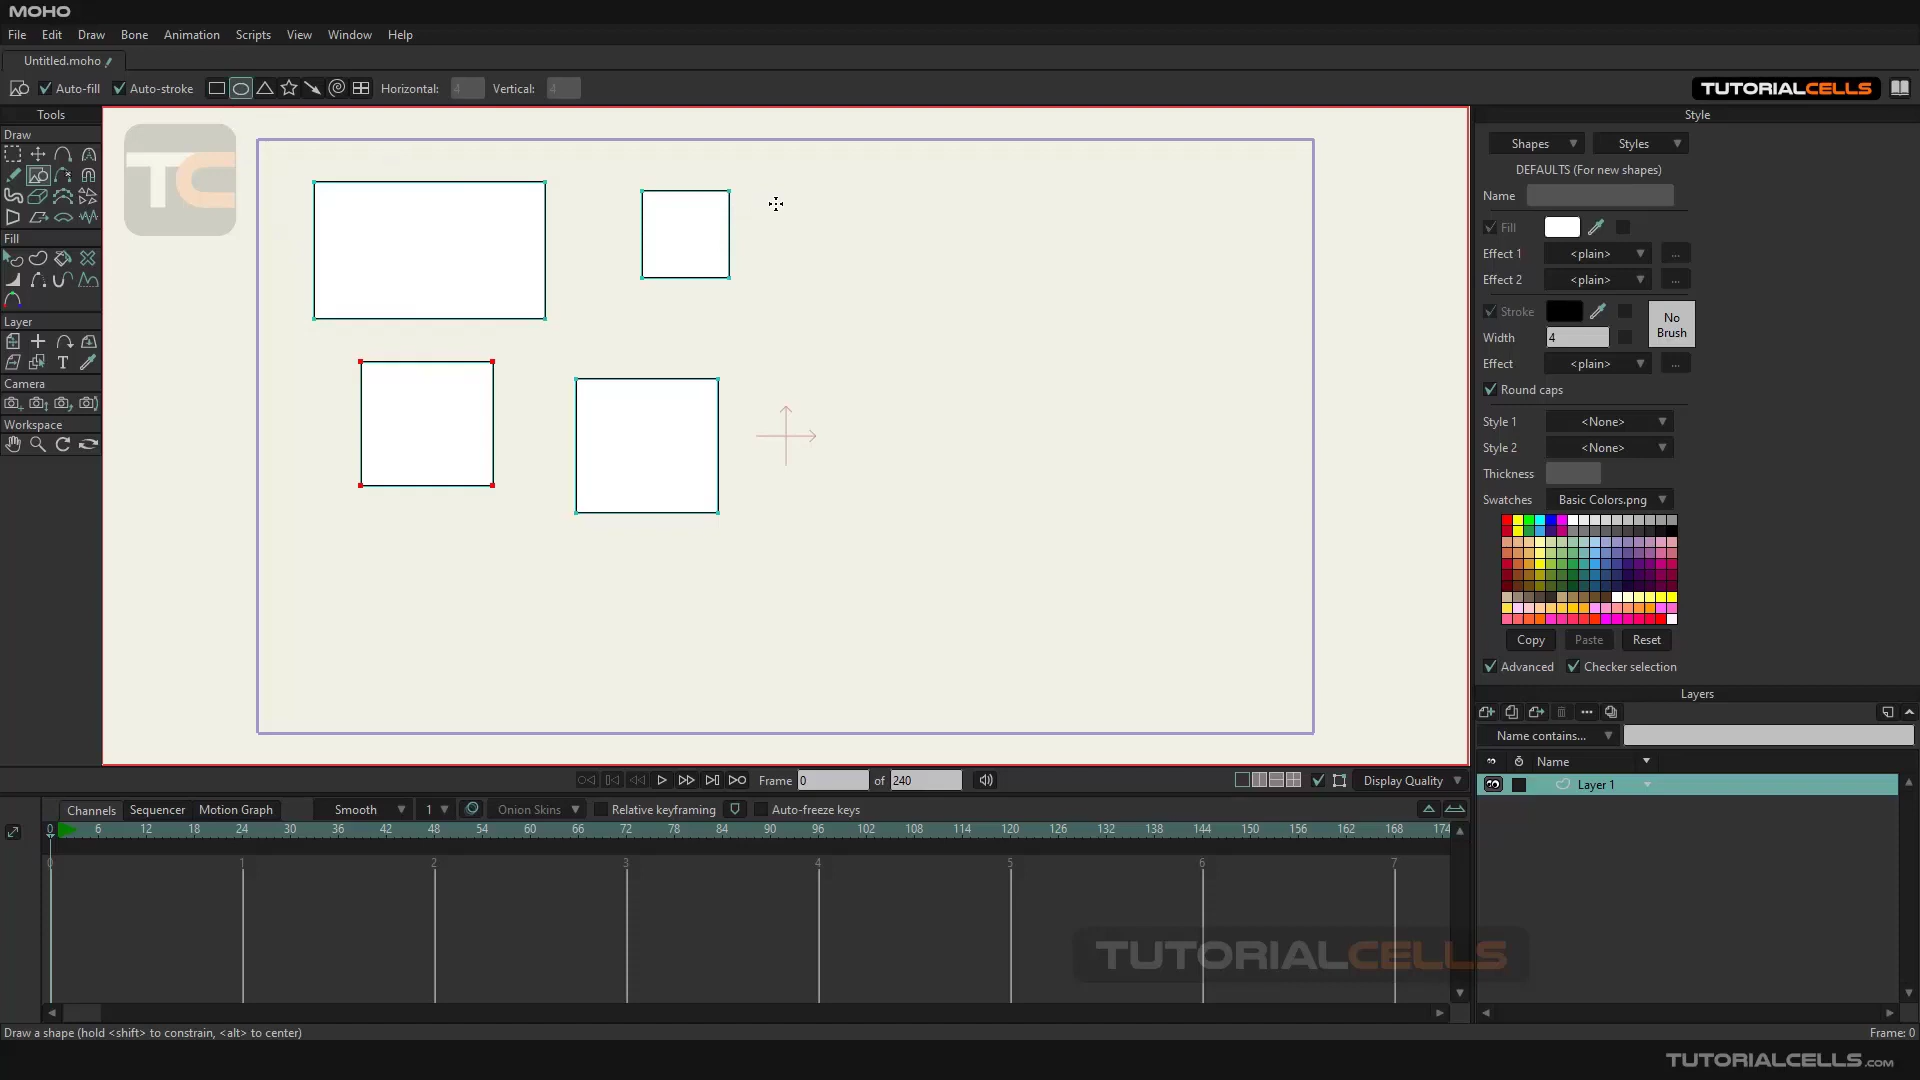 MOHO
File Edit Draw Bone Animation Scripts View Window Help
Untitled.moho
Auto-fill Auto-stroke Horizontal: 4 Vertical: 4
TUTORIALCELLS
Tools
Style
Draw
TC
Shapes Styles
DEFAULTS (For new shapes)
Name
Fill
Effect 1 <plain> ...
Effect 2 <plain> ...
Stroke
No Brush
Width 4
Effect <plain> ...
Round caps
Style 1 <None>
Style 2 <None>
Thickness
Swatches Basic Colors.png
Copy Paste Reset
Advanced Checker selection
Fill
Layer
T
Camera
Workspace
Layers
Name contains...
Name
Layer 1
Frame 0 of 240
Display Quality
Channels Sequencer Motion Graph Smooth 1 Onion Skins Relative keyframing Auto-freeze keys
0 6 12 18 24 30 36 42 48 54 60 66 72 78 84 90 96 102 108 114 120 126 132 138 144 150 156 162 168 174
0 1 2 3 4 5 6 7
TUTORIALCELLS
Draw a shape (hold <shift> to constrain, <alt> to center)
Frame: 0
TUTORIALCELLS.COM